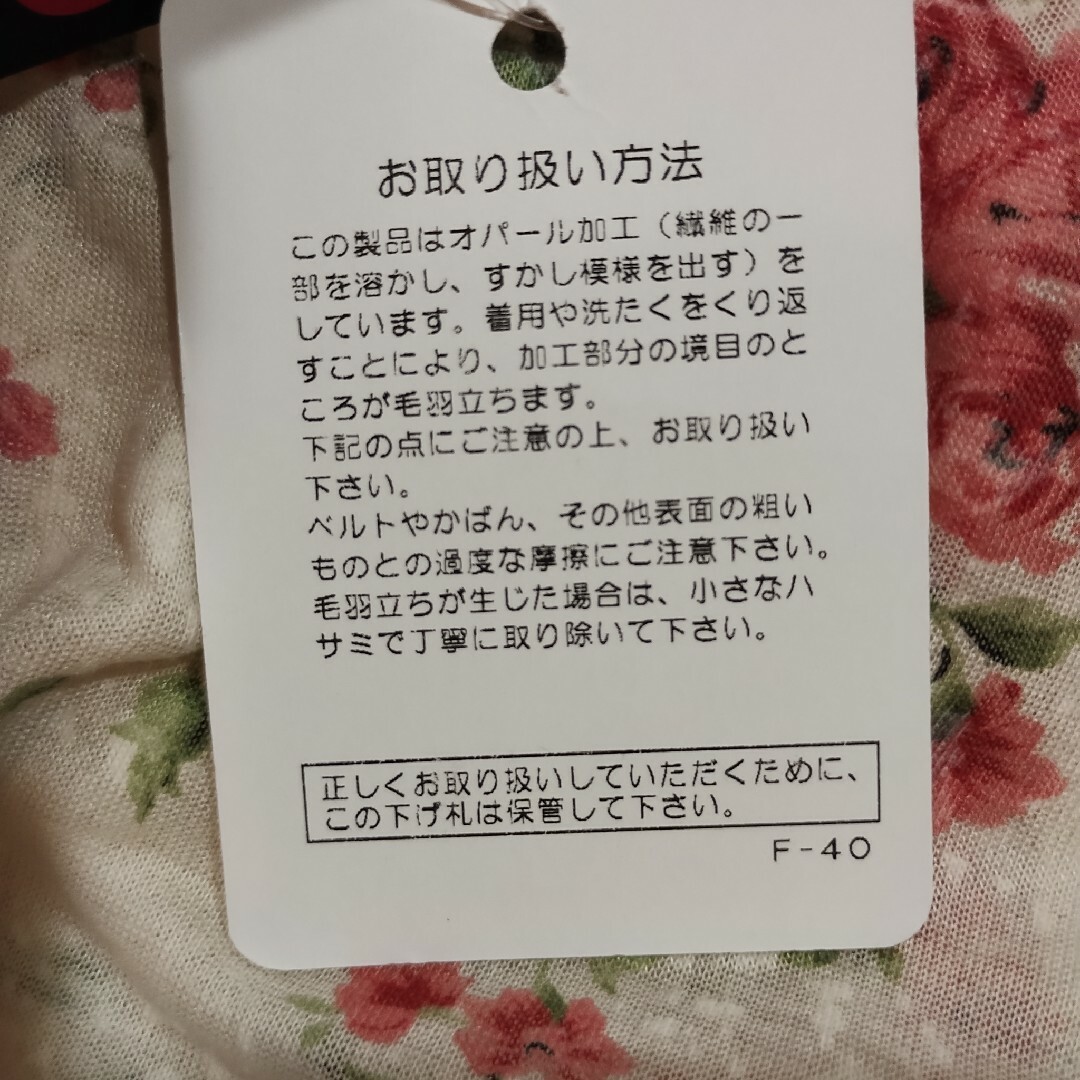 お取り扱い方法
この製品はオパール加工（繊維の一
部を溶かし、すかし模様を出す）を
しています。着用や洗たくをくり返
すことにより、加工部分の境目のと
ころが毛羽立ちます。
下記の点にご注意の上、お取り扱い
下さい。
ベルトやかばん、その他表面の粗い
ものとの過度な摩擦にご注意下さい。
毛羽立ちが生じた場合は、小さなハ
サミで丁寧に取り除いて下さい。
正しくお取り扱いしていただくために、
この下げ札は保管して下さい。
F-40